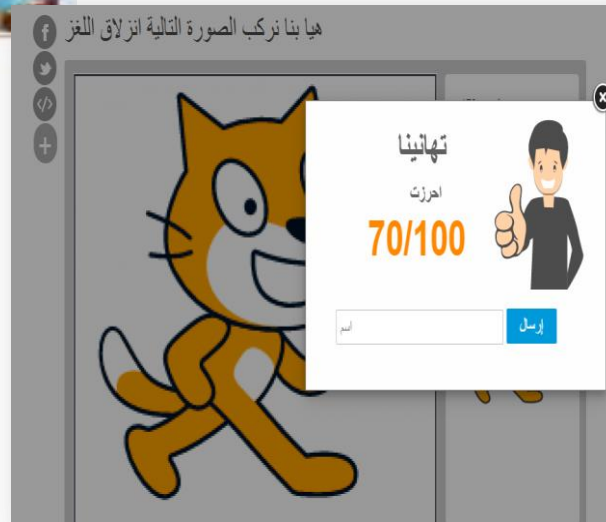 هيا بنا نركب الصورة التالية انزلاق اللغز
تهانينا
احرزت
70/100
اسم
إرسال